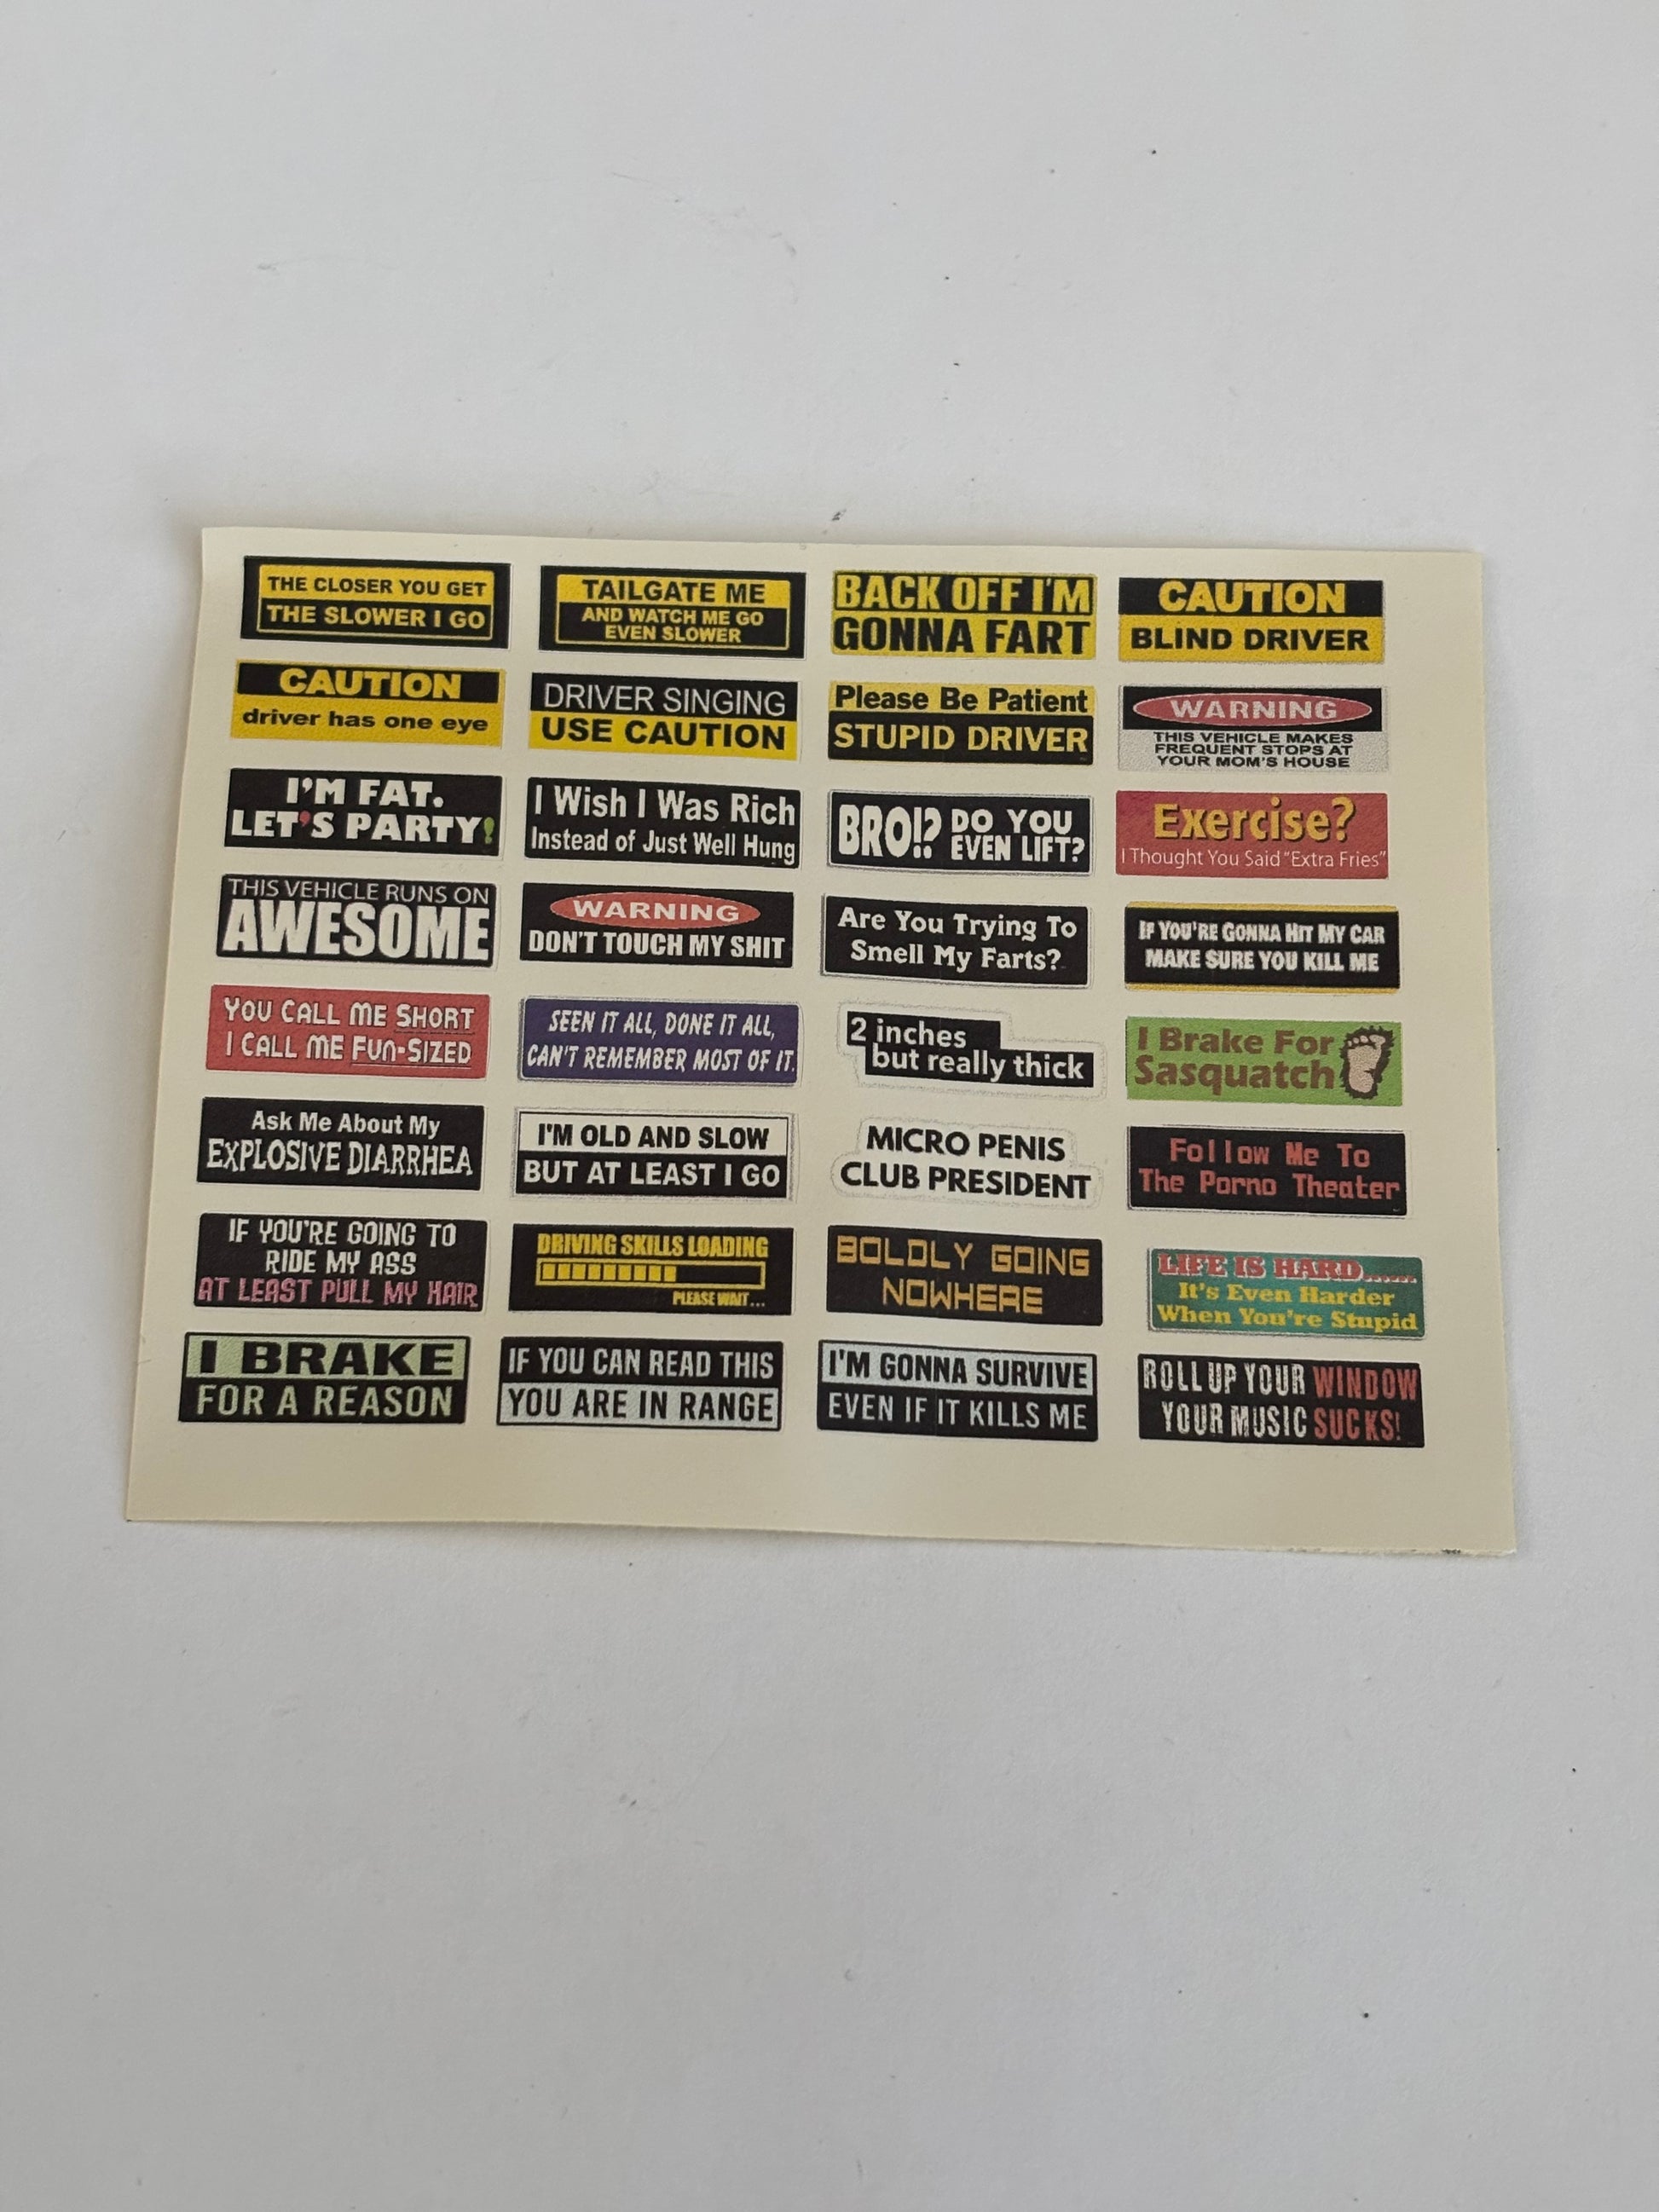 THE CLOSER YOU GET
THE SLOWER I GO
TAILGATE ME
AND WATCH ME GO
EVEN SLOWER
BACK OFF I'M
GONNA FART
CAUTION
BLIND DRIVER
CAUTION
driver has one eye
DRIVER SINGING
USE CAUTION
Please Be Patient
STUPID DRIVER
WARNING
THIS VEHICLE MAKES
FREQUENT STOPS AT
YOUR MOM'S HOUSE
I'M FAT.
LET'S PARTY!
I Wish I Was Rich
Instead of Just Well Hung
BRO!? DO YOU
EVEN LIFT?
Exercise?
I Thought You Said "Extra Fries"
THIS VEHICLE RUNS ON
AWESOME
WARNING
DON'T TOUCH MY SHIT
Are You Trying To
Smell My Farts?
IF YOU'RE GONNA HIT MY CAR
MAKE SURE YOU KILL ME
YOU CALL ME SHORT
I CALL ME FUN-SIZED
SEEN IT ALL, DONE IT ALL,
CAN'T REMEMBER MOST OF IT.
2 inches
but really thick
I Brake For
Sasquatch
Ask Me About My
EXPLOSIVE DIARRHEA
I'M OLD AND SLOW
BUT AT LEAST I GO
MICRO PENIS
CLUB PRESIDENT
Follow Me To
The Porno Theater
IF YOU'RE GOING TO
RIDE MY ASS
AT LEAST PULL MY HAIR
DRIVING SKILLS LOADING
PLEASE WAIT...
BOLDLY GOING
NOWHERE
LIFE IS HARD......
It's Even Harder
When You're Stupid
I BRAKE
FOR A REASON
IF YOU CAN READ THIS
YOU ARE IN RANGE
I'M GONNA SURVIVE
EVEN IF IT KILLS ME
ROLL UP YOUR WINDOW
YOUR MUSIC SUCKS!